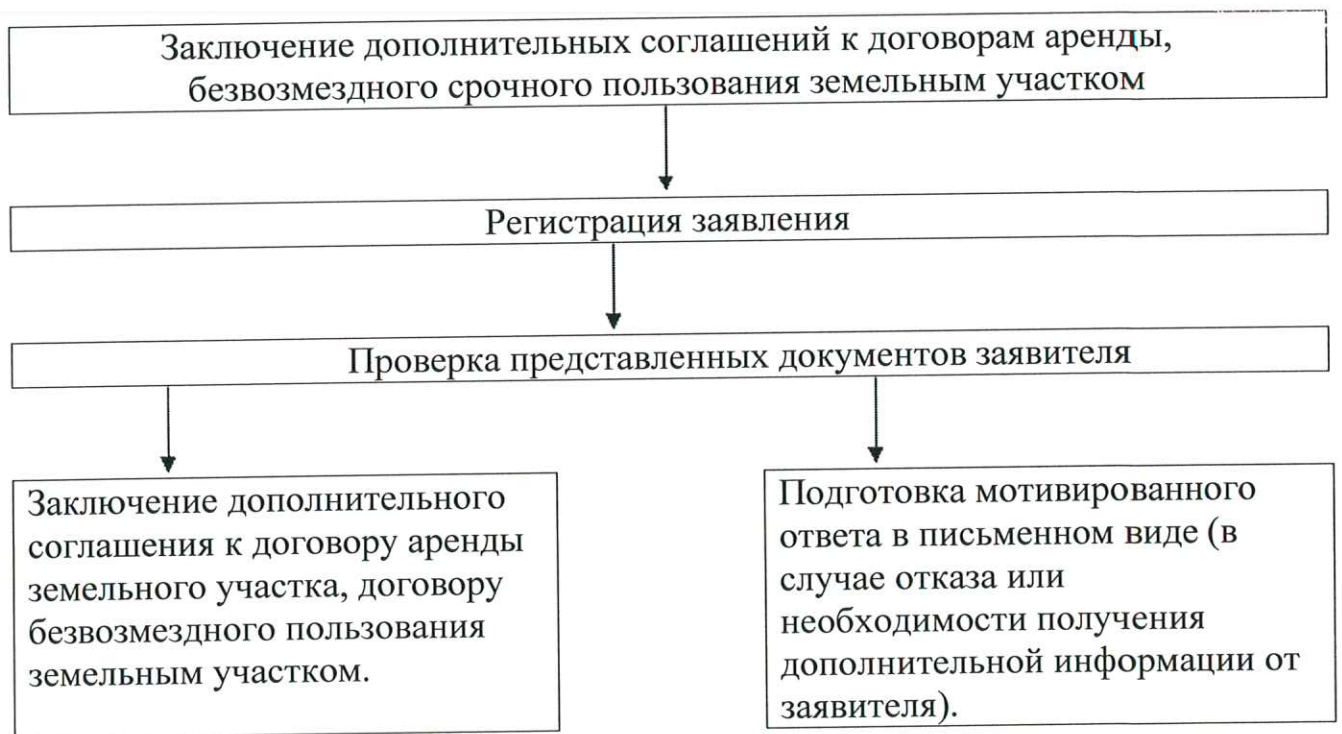 Заключение дополнительных соглашений к договорам аренды,
безвозмездного срочного пользования земельным участком
Регистрация заявления
Проверка представленных документов заявителя
Заключение дополнительного
соглашения к договору аренды
земельного участка, договору
безвозмездного пользования
земельным участком.
Подготовка мотивированного
ответа в письменном виде (в
случае отказа или
необходимости получения
дополнительной информации от
заявителя).